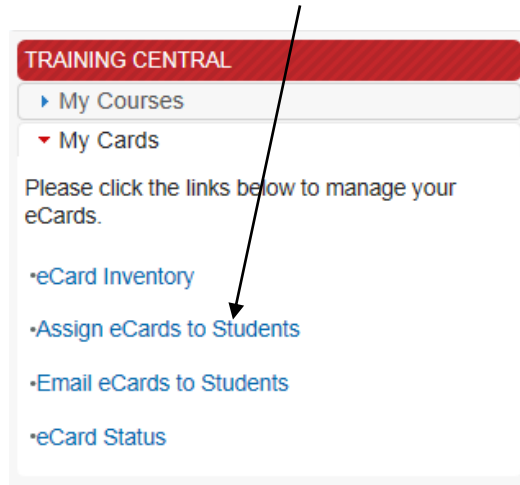 TRAINING CENTRAL
My Courses
My Cards
Please click the links below to manage your
eCards.
•eCard Inventory
•Assign eCards to Students
•Email eCards to Students
•eCard Status